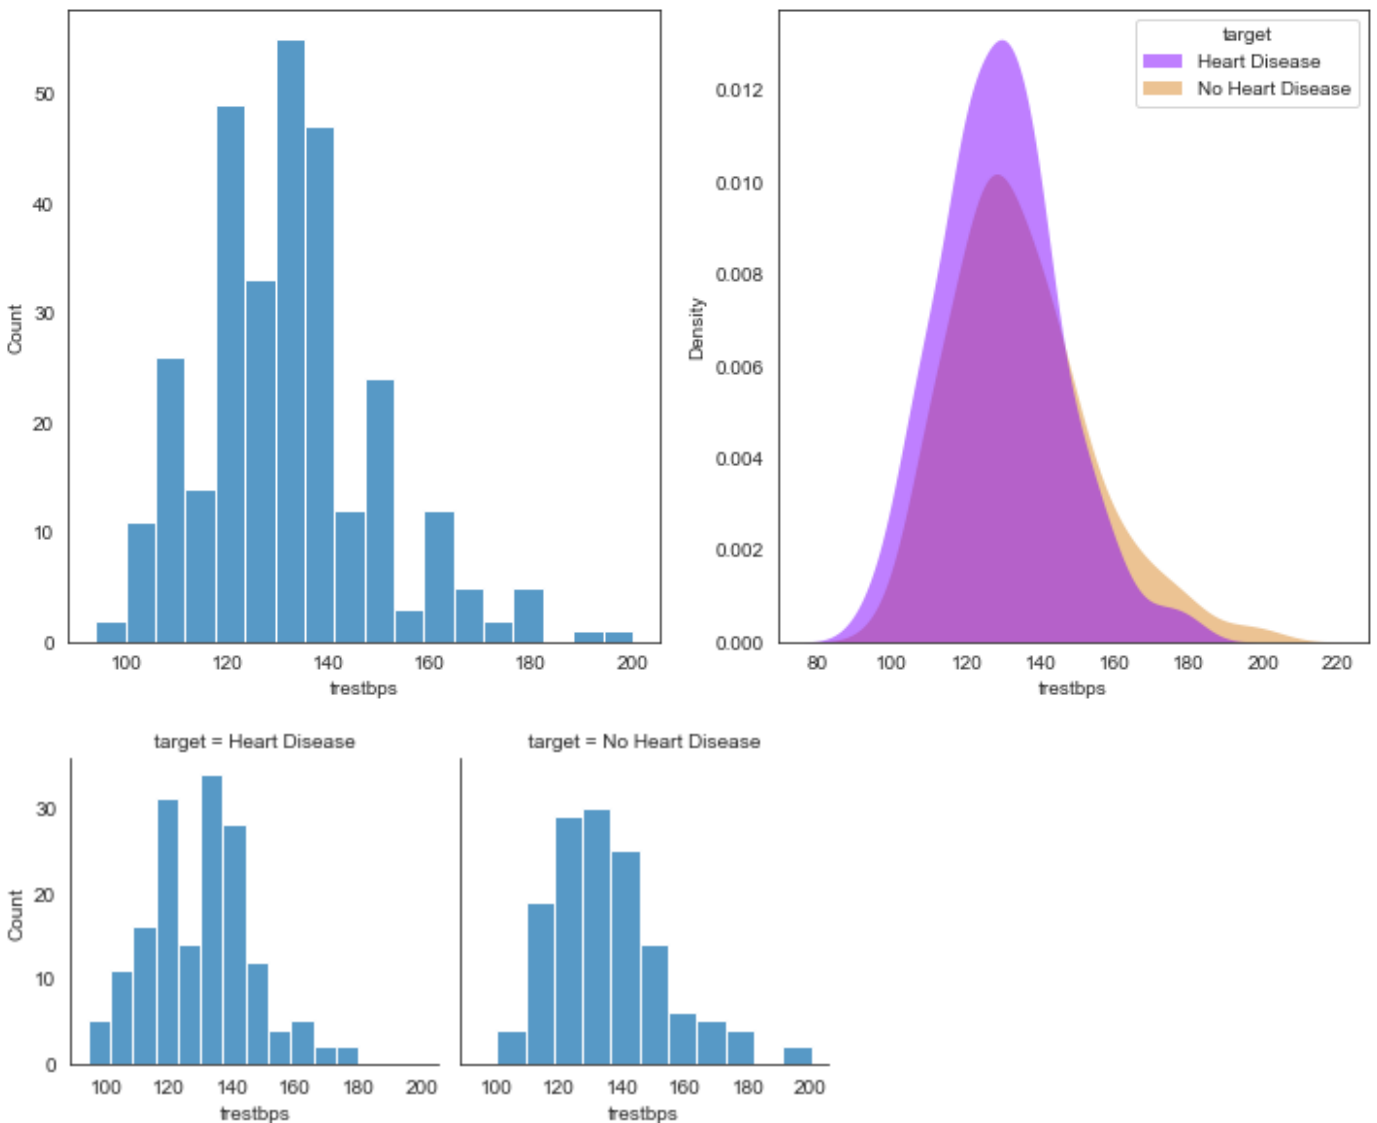 50
40
30
20
10
0
Count
100 120 140 160 180 200
trestbps
target
Heart Disease
No Heart Disease
0.012
0.010
0.008
0.006
0.004
0.002
0.000
Density
80 100 120 140 160 180 200 220
trestbps
target = Heart Disease
30
20
10
0
Count
100 120 140 160 180 200
trestbps
target = No Heart Disease
100 120 140 160 180 200
trestbps